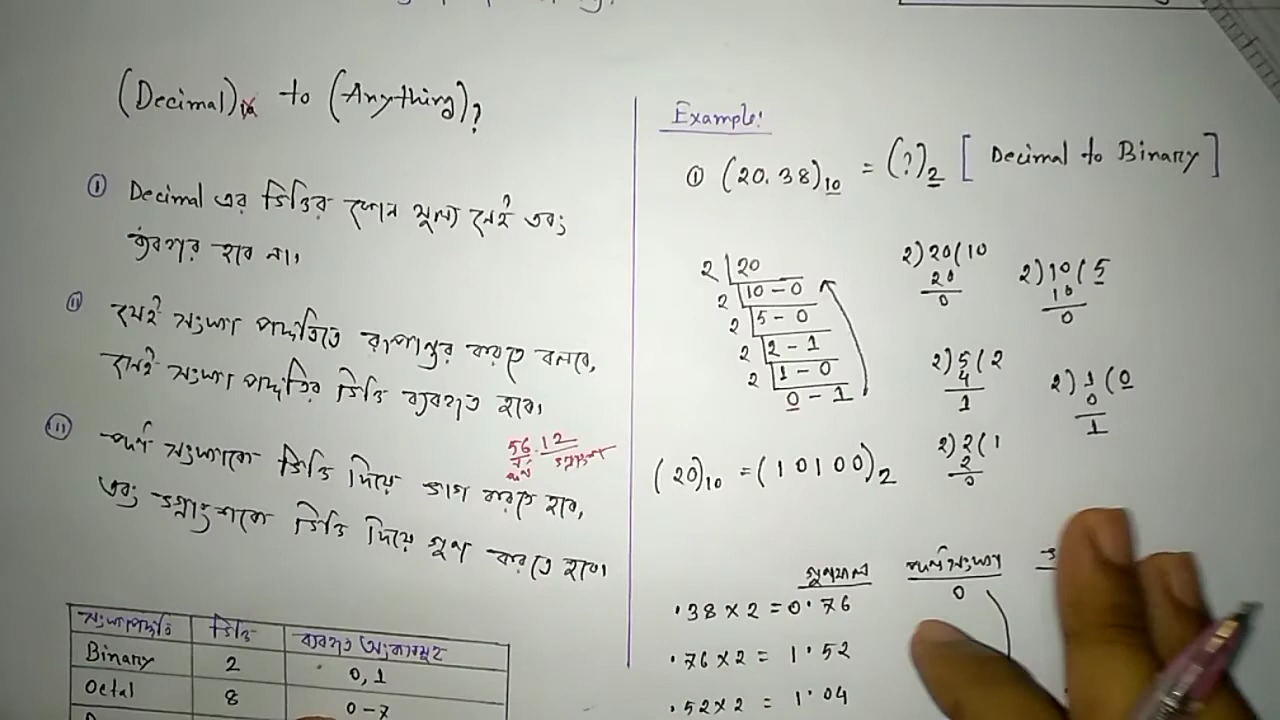 (Decimal)₁₀ to (Anything)?
① Decimal এর ভিত্তির কোন মূল্য নেই এবং
ব্যবহার হবে না।
② যেই সংখ্যা পদ্ধতিতে রূপান্তর করতে বলবে,
সেই সংখ্যা পদ্ধতির ভিত্তি ব্যবহৃত হবে।
③ পূর্ণ সংখ্যাকে ভিত্তি দিয়ে ভাগ করতে হবে,
এবং ভগ্নাংশকে ভিত্তি দিয়ে গুণ করতে হবে।
56.12
পূর্ণ ভগ্নাংশ
সংখ্যাপদ্ধতি ভিত্তি ব্যবহৃত অংকসমূহ
Binary 2 0, 1
Octal 8 0-7
Example:
① (20.38)₁₀ = (?)₂ [Decimal to Binary]
2 20
2 10 - 0
2 5 - 0
2 2 - 1
2 1 - 0
0 - 1
2)20(10
20
0
2)10(5
10
0
2)5(2
4
1
2)1(0
0
1
2)2(1
2
0
(20)₁₀ = (10100)₂
গুণফল পূর্ণ সংখ্যা
.38 x 2 = 0.76 0
.76 x 2 = 1.52
.52 x 2 = 1.04